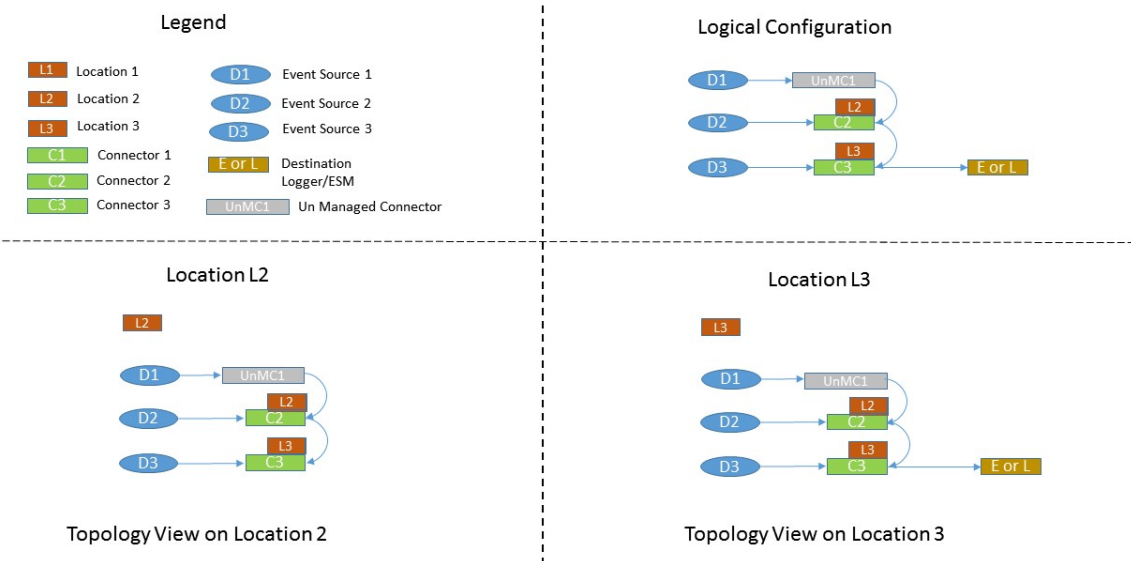 Legend
L1 Location 1
L2 Location 2
L3 Location 3
C1 Connector 1
C2 Connector 2
C3 Connector 3
D1 Event Source 1
D2 Event Source 2
D3 Event Source 3
E or L Destination
Logger/ESM
UnMC1 Un Managed Connector
Logical Configuration
D1 UnMC1
L2
D2 C2
L3
D3 C3 E or L
Location L2
L2
D1 UnMC1
L2
D2 C2
L3
D3 C3
Topology View on Location 2
Location L3
L3
D1 UnMC1
L2
D2 C2
L3
D3 C3 E or L
Topology View on Location 3